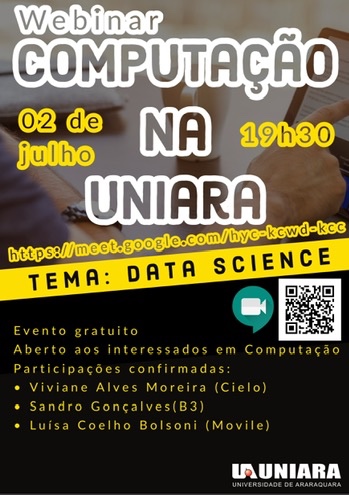 Webinar
COMPUTAÇÃO
02 de
julho
NA
19h30
UNIARA
https://meet.google.com/hyc-kcwd-kcc
TEMA: DATA SCIENCE
Evento gratuito
Aberto aos interessados em Computação
Participações confirmadas:
• Viviane Alves Moreira (Cielo)
• Sandro Gonçalves(B3)
• Luísa Coelho Bolsoni (Movile)
UNIARA
UNIVERSIDADE DE ARARAQUARA